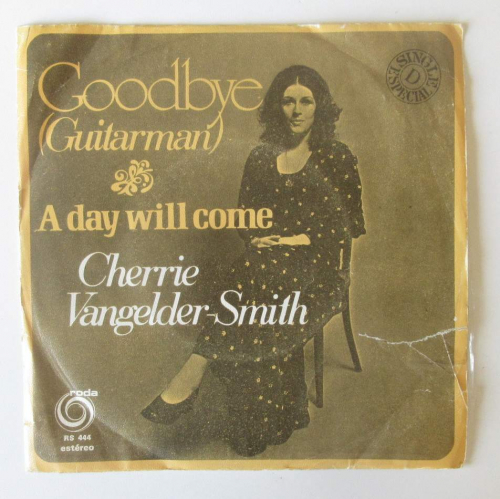 Goodbye
(Guitarman)
A day will come
Cherrie
Vangelder-Smith
SINGLE
D
ESPECIAL
roda
RS 444
estéreo